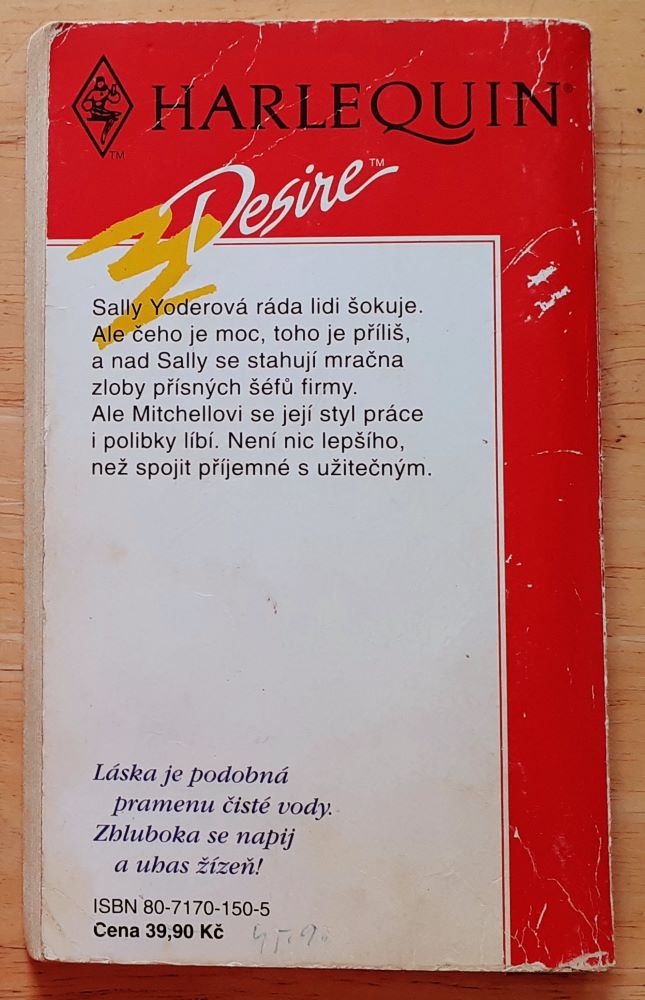 HARLEQUIN®
TM
Desire™
3
Sally Yoderová ráda lidi šokuje.
Ale čeho je moc, toho je příliš,
a nad Sally se stahují mračna
zloby přísných šéfů firmy.
Ale Mitchellovi se její styl práce
i polibky líbí. Není nic lepšího,
než spojit příjemné s užitečným.
Láska je podobná
pramenu čisté vody.
Zhluboka se napij
a uhas žízeň!
ISBN 80-7170-150-5
Cena 39,90 Kč